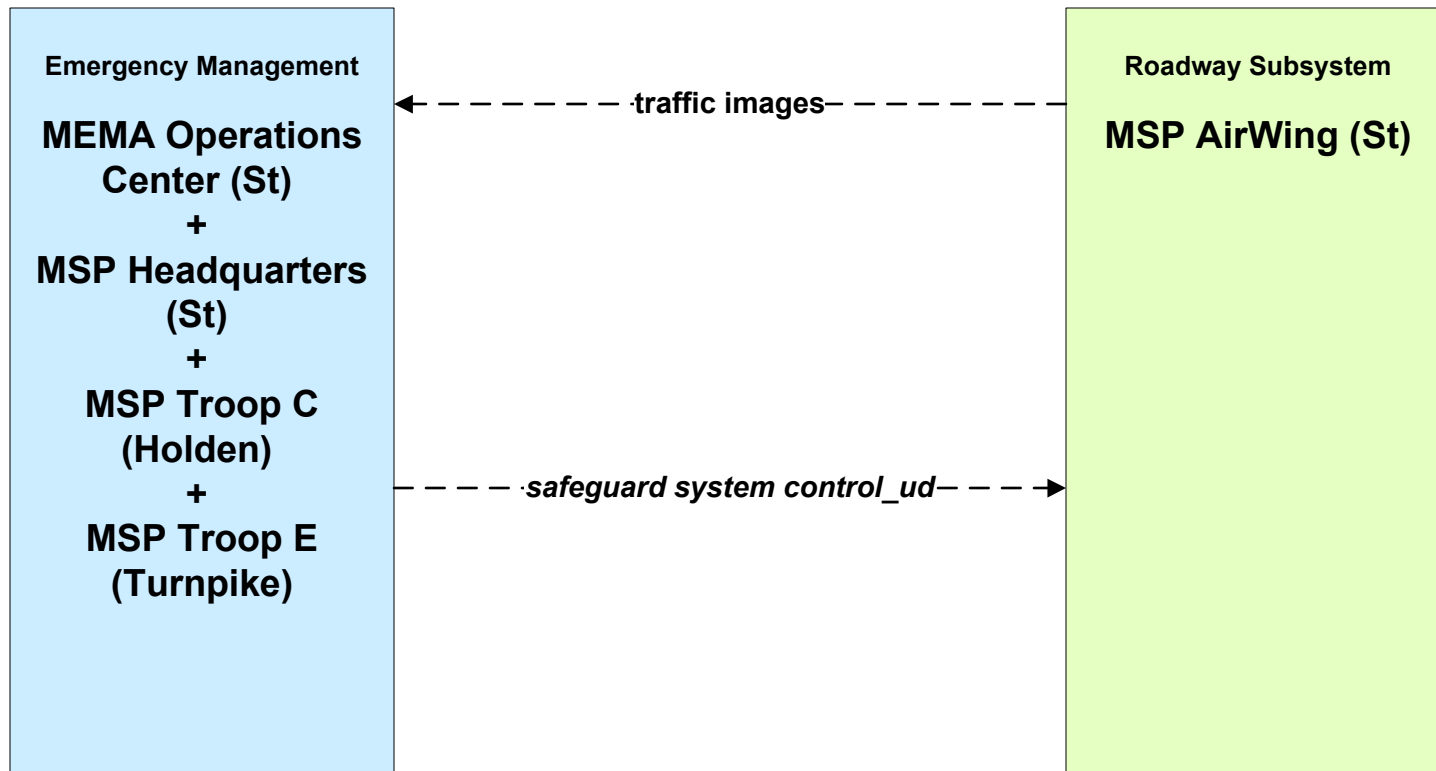 Emergency Management
MEMA Operations
Center (St)
+
MSP Headquarters
(St)
+
MSP Troop C
(Holden)
+
MSP Troop E
(Turnpike)
traffic images
safeguard system control_ud
Roadway Subsystem
MSP AirWing (St)